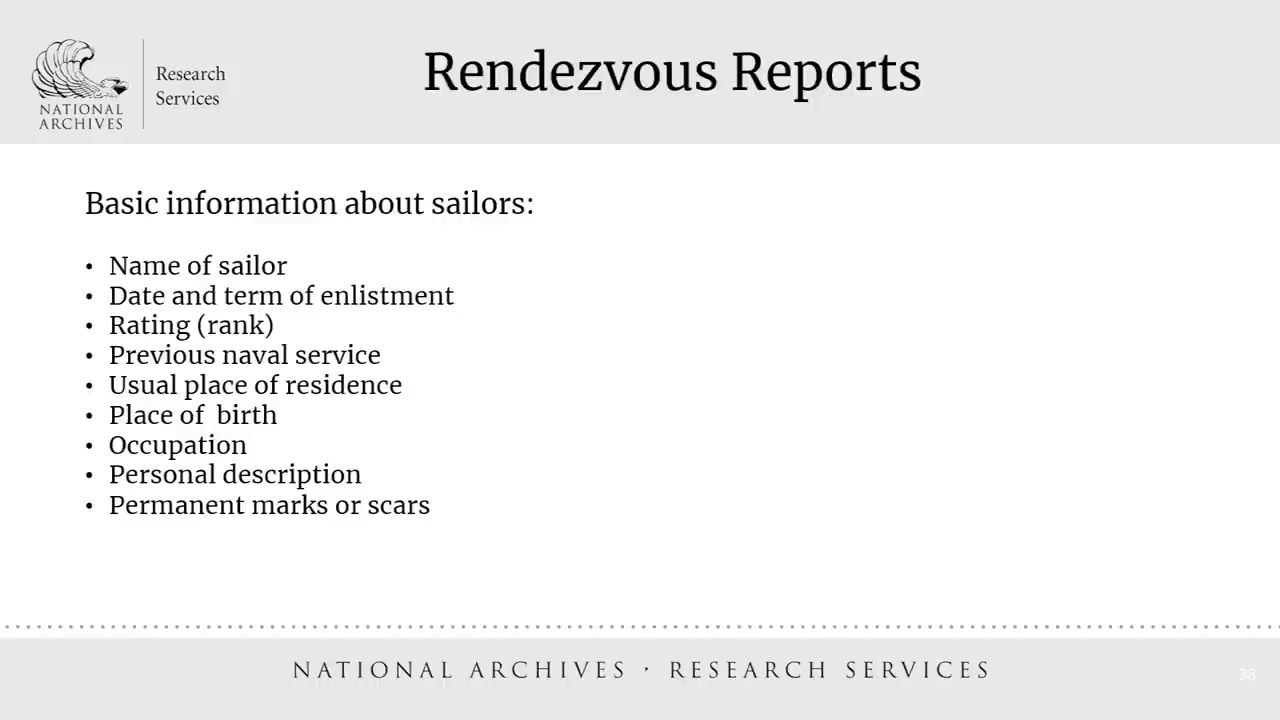 NATIONAL
ARCHIVES
Research
Services
Rendezvous Reports
Basic information about sailors:
• Name of sailor
• Date and term of enlistment
• Rating (rank)
• Previous naval service
• Usual place of residence
• Place of  birth
• Occupation
• Personal description
• Permanent marks or scars
NATIONAL ARCHIVES · RESEARCH SERVICES
38